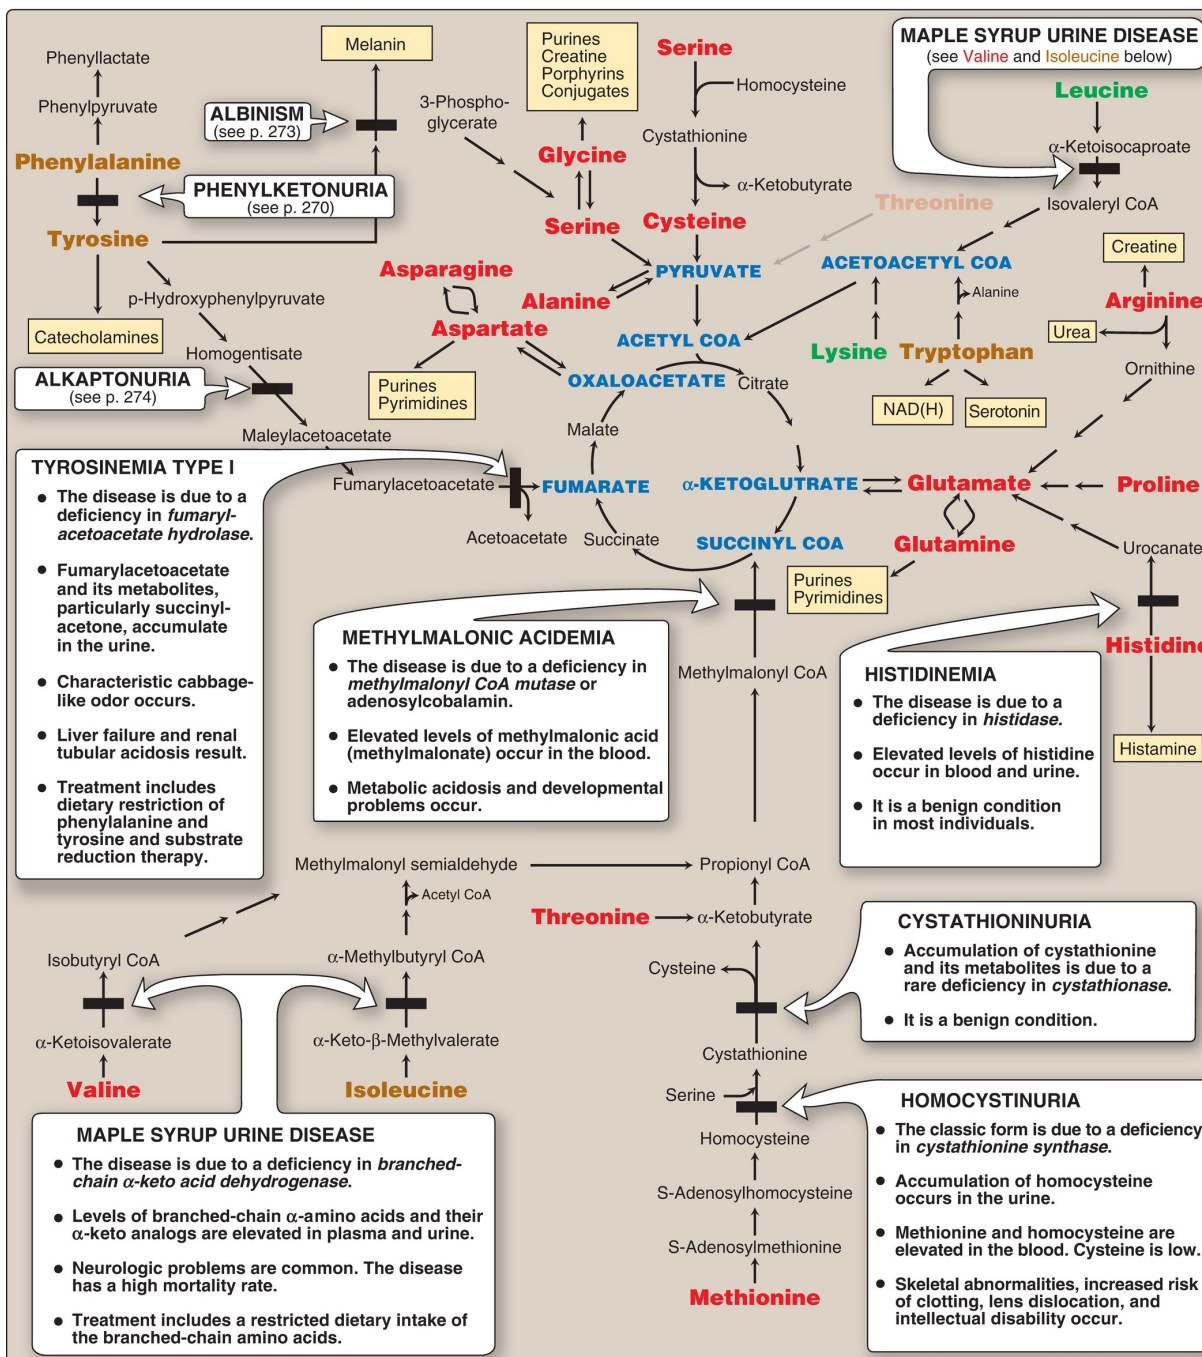 Phenyllactate
Phenylpyruvate
Phenylalanine
Tyrosine
Catecholamines
ALBINISM
(see p. 273)
Melanin
PHENYLKETONURIA
(see p. 270)
p-Hydroxyphenylpyruvate
Homogentisate
ALKAPTONURIA
(see p. 274)
Maleylacetoacetate
Fumarylacetoacetate
Acetoacetate
3-Phospho-
glycerate
Purines
Creatine
Porphyrins
Conjugates
Glycine
Serine
Serine
Homocysteine
Cystathionine
α-Ketobutyrate
Cysteine
Threonine
PYRUVATE
Asparagine
Alanine
Aspartate
Purines
Pyrimidines
ACETYL COA
OXALOACETATE
Citrate
Malate
FUMARATE
Succinate
SUCCINYL COA
α-KETOGLUTRATE
MAPLE SYRUP URINE DISEASE
(see Valine and Isoleucine below)
Leucine
α-Ketoisocaproate
Isovaleryl CoA
ACETOACETYL COA
Alanine
Lysine
Tryptophan
NAD(H)
Serotonin
Creatine
Arginine
Urea
Ornithine
Glutamate
Proline
Glutamine
Purines
Pyrimidines
Urocanate
Histidine
Histamine
TYROSINEMIA TYPE I
● The disease is due to a
deficiency in fumaryl-
acetoacetate hydrolase.
● Fumarylacetoacetate
and its metabolites,
particularly succinyl-
acetone, accumulate
in the urine.
● Characteristic cabbage-
like odor occurs.
● Liver failure and renal
tubular acidosis result.
● Treatment includes
dietary restriction of
phenylalanine and
tyrosine and substrate
reduction therapy.
METHYLMALONIC ACIDEMIA
● The disease is due to a deficiency in
methylmalonyl CoA mutase or
adenosylcobalamin.
● Elevated levels of methylmalonic acid
(methylmalonate) occur in the blood.
● Metabolic acidosis and developmental
problems occur.
Methylmalonyl CoA
HISTIDINEMIA
● The disease is due to a
deficiency in histidase.
● Elevated levels of histidine
occur in blood and urine.
● It is a benign condition
in most individuals.
Methylmalonyl semialdehyde
Propionyl CoA
Acetyl CoA
Threonine
α-Ketobutyrate
Isobutyryl CoA
α-Methylbutyryl CoA
Cysteine
α-Ketoisovalerate
α-Keto-β-Methylvalerate
Cystathionine
Valine
Isoleucine
Serine
Homocysteine
S-Adenosylhomocysteine
S-Adenosylmethionine
Methionine
CYSTATHIONINURIA
● Accumulation of cystathionine
and its metabolites is due to a
rare deficiency in cystathionase.
● It is a benign condition.
MAPLE SYRUP URINE DISEASE
● The disease is due to a deficiency in branched-
chain α-keto acid dehydrogenase.
● Levels of branched-chain α-amino acids and their
α-keto analogs are elevated in plasma and urine.
● Neurologic problems are common. The disease
has a high mortality rate.
● Treatment includes a restricted dietary intake of
the branched-chain amino acids.
HOMOCYSTINURIA
● The classic form is due to a deficiency
in cystathionine synthase.
● Accumulation of homocysteine
occurs in the urine.
● Methionine and homocysteine are
elevated in the blood. Cysteine is low.
● Skeletal abnormalities, increased risk
of clotting, lens dislocation, and
intellectual disability occur.